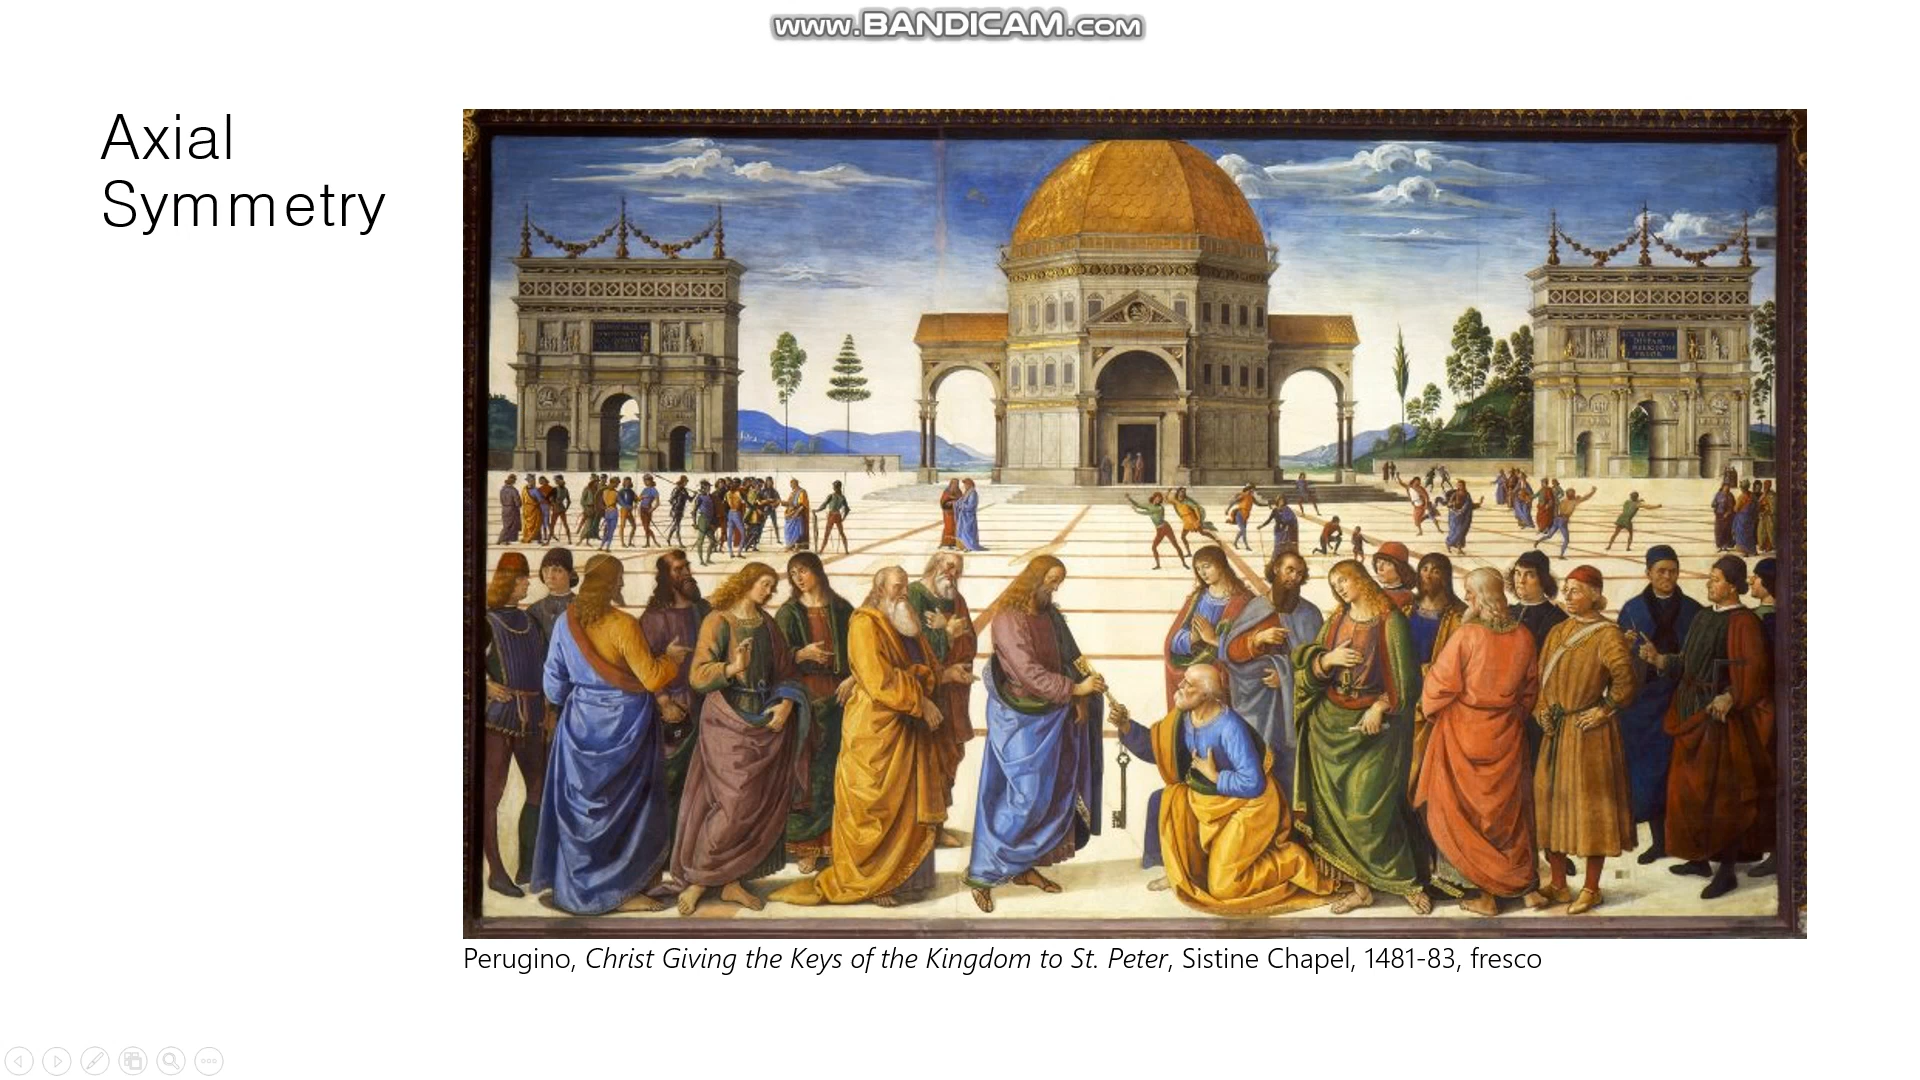 www.BANDICAM.com
Axial
Symmetry
Perugino, Christ Giving the Keys of the Kingdom to St. Peter, Sistine Chapel, 1481-83, fresco